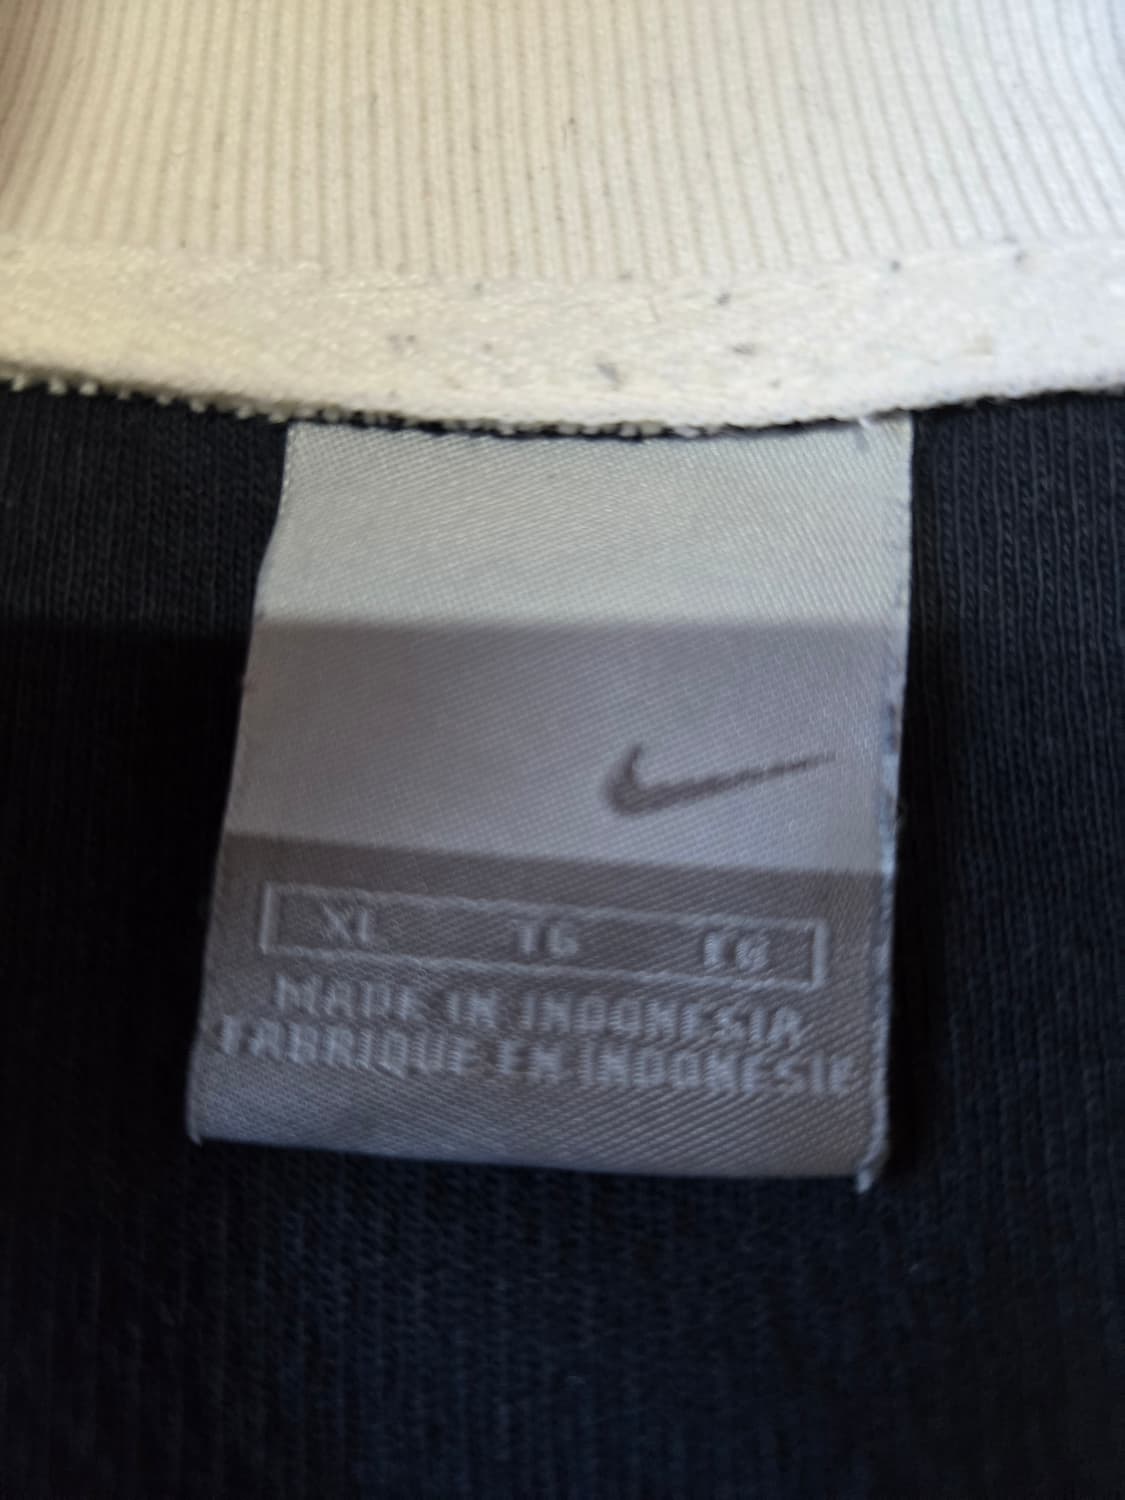 XL TG EG
MADE IN INDONESIA
FABRIQUE EN INDONESIE